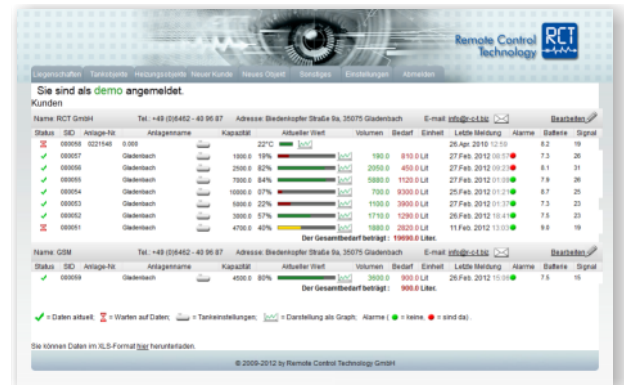 Remote Control
Technology
RCT
Liegenschaften Tankobjekte Heizungsobjekte Neuer Kunde Neues Objekt Sonstiges Einstellungen Abmelden
Sie sind als demo angemeldet.
Kunden
Name: RCT GmbH Tel.: +49 (0)6462 - 40 96 87 Adresse: Biedenkopfer Straße 9a, 35075 Gladenbach E-mail: info@r-c-t.biz Bearbeiten
Status SID Anlage-Nr. Anlagenname Kapazität Aktueller Wert Volumen Bedarf Einheit Letzte Meldung Alarme Batterie Signal
080058 0221548 0.000 22°C 26.Apr. 2010 12:59 8.2 19
080057 Gladenbach 1000.0 19% 190.0 810.0 Lit 27.Feb. 2012 08:57 7.3 26
080056 Gladenbach 2500.0 82% 2050.0 450.0 Lit 27.Feb. 2012 09:23 8.1 31
080055 Gladenbach 7000.0 84% 5880.0 1120.0 Lit 27.Feb. 2012 01:09 7.9 26
080054 Gladenbach 10000.0 07% 700.0 9300.0 Lit 25.Feb. 2012 01:21 8.7 25
080053 Gladenbach 5000.0 22% 1100.0 3900.0 Lit 27.Feb. 2012 01:37 7.3 23
080052 Gladenbach 3000.0 57% 1710.0 1290.0 Lit 26.Feb. 2012 18:41 7.5 23
080051 Gladenbach 4700.0 40% 1880.0 2820.0 Lit 11.Feb. 2012 13:03 9.0 19
Der Gesamtbedarf beträgt : 19690.0 Liter.
Name: GSM Tel.: +49 (0)6462 - 40 96 87 Adresse: Biedenkopfer Straße 9a, 35075 Gladenbach E-mail: info@r-c-t.biz Bearbeiten
Status SID Anlage-Nr. Anlagenname Kapazität Aktueller Wert Volumen Bedarf Einheit Letzte Meldung Alarme Batterie Signal
080059 Gladenbach 4500.0 80% 3600.0 900.0 Lit 26.Feb. 2012 15:06 7.5 15
Der Gesamtbedarf beträgt : 900.0 Liter.
= Daten aktuell; = Warten auf Daten; = Tankeinstellungen; = Darstellung als Graph; Alarme ( = keine, = sind da) .
Sie können Daten im XLS-Format hier herunterladen.
© 2009-2012 by Remote Control Technology GmbH